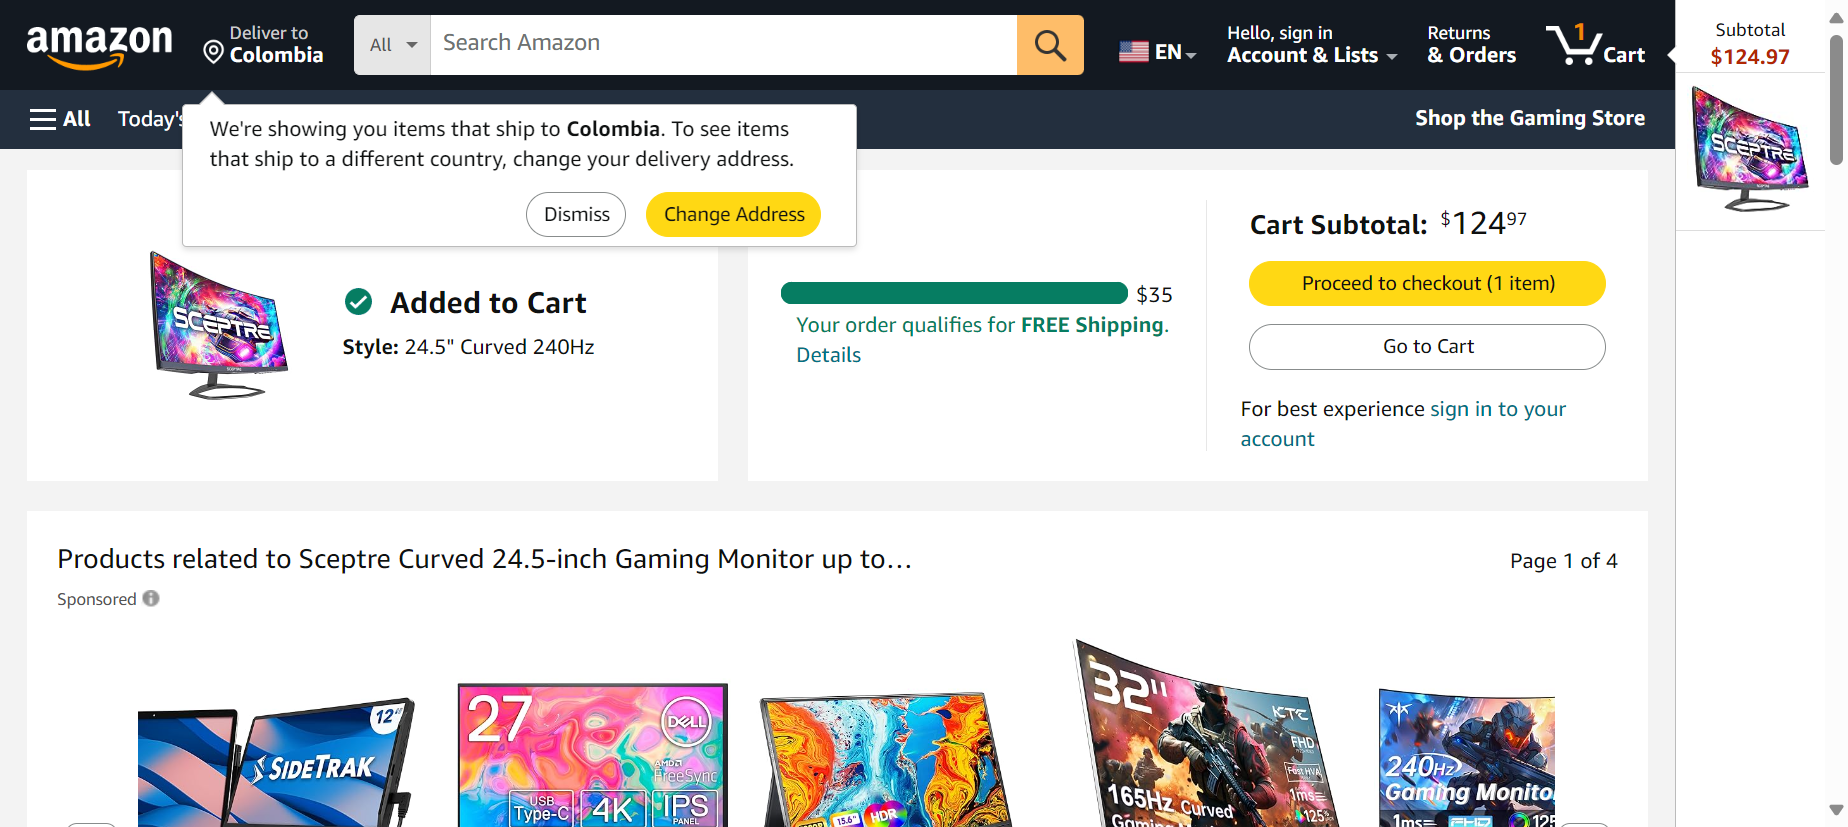 amazon
Deliver to
Colombia
All
Search Amazon
EN
Hello, sign in
Account & Lists
Returns
& Orders
1
Cart
Subtotal
$124.97
All
Today's
Shop the Gaming Store
We're showing you items that ship to Colombia. To see items
that ship to a different country, change your delivery address.
Dismiss
Change Address
SCEPTRE
SCEPTRE
Added to Cart
Style: 24.5" Curved 240Hz
$35
Your order qualifies for FREE Shipping.
Details
Cart Subtotal: $124.97
Proceed to checkout (1 item)
Go to Cart
For best experience sign in to your
account
Products related to Sceptre Curved 24.5-inch Gaming Monitor up to…
Page 1 of 4
Sponsored
12
SIDETRAK
27
DELL
AMD
FreeSync
USB
Type-C
4K
IPS
PANEL
15.6"
HDR
32"
KTC
FHD
Fast HVA
1ms
125%
165Hz Curved
Gaming
240Hz
Gaming Monito
1ms
FHD
125